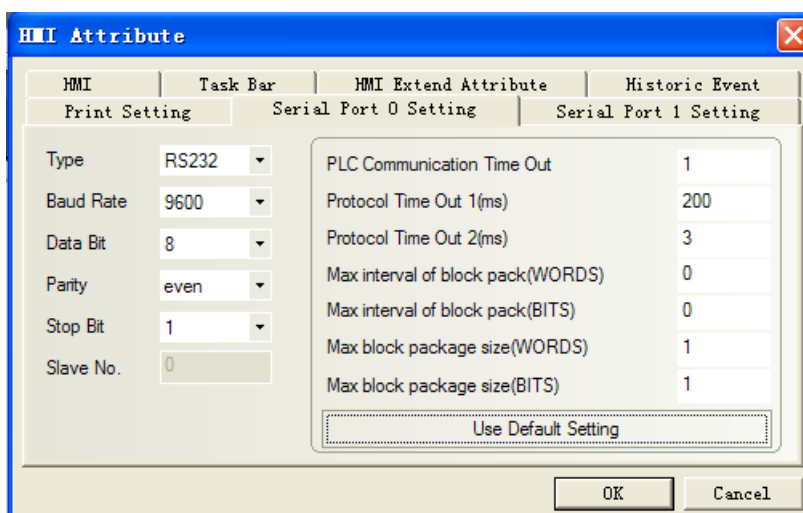 HMI Attribute
HMI Task Bar HMI Extend Attribute Historic Event
Print Setting Serial Port 0 Setting Serial Port 1 Setting
Type RS232
Baud Rate 9600
Data Bit 8
Parity even
Stop Bit 1
Slave No. 0
PLC Communication Time Out 1
Protocol Time Out 1(ms) 200
Protocol Time Out 2(ms) 3
Max interval of block pack(WORDS) 0
Max interval of block pack(BITS) 0
Max block package size(WORDS) 1
Max block package size(BITS) 1
Use Default Setting
OK Cancel